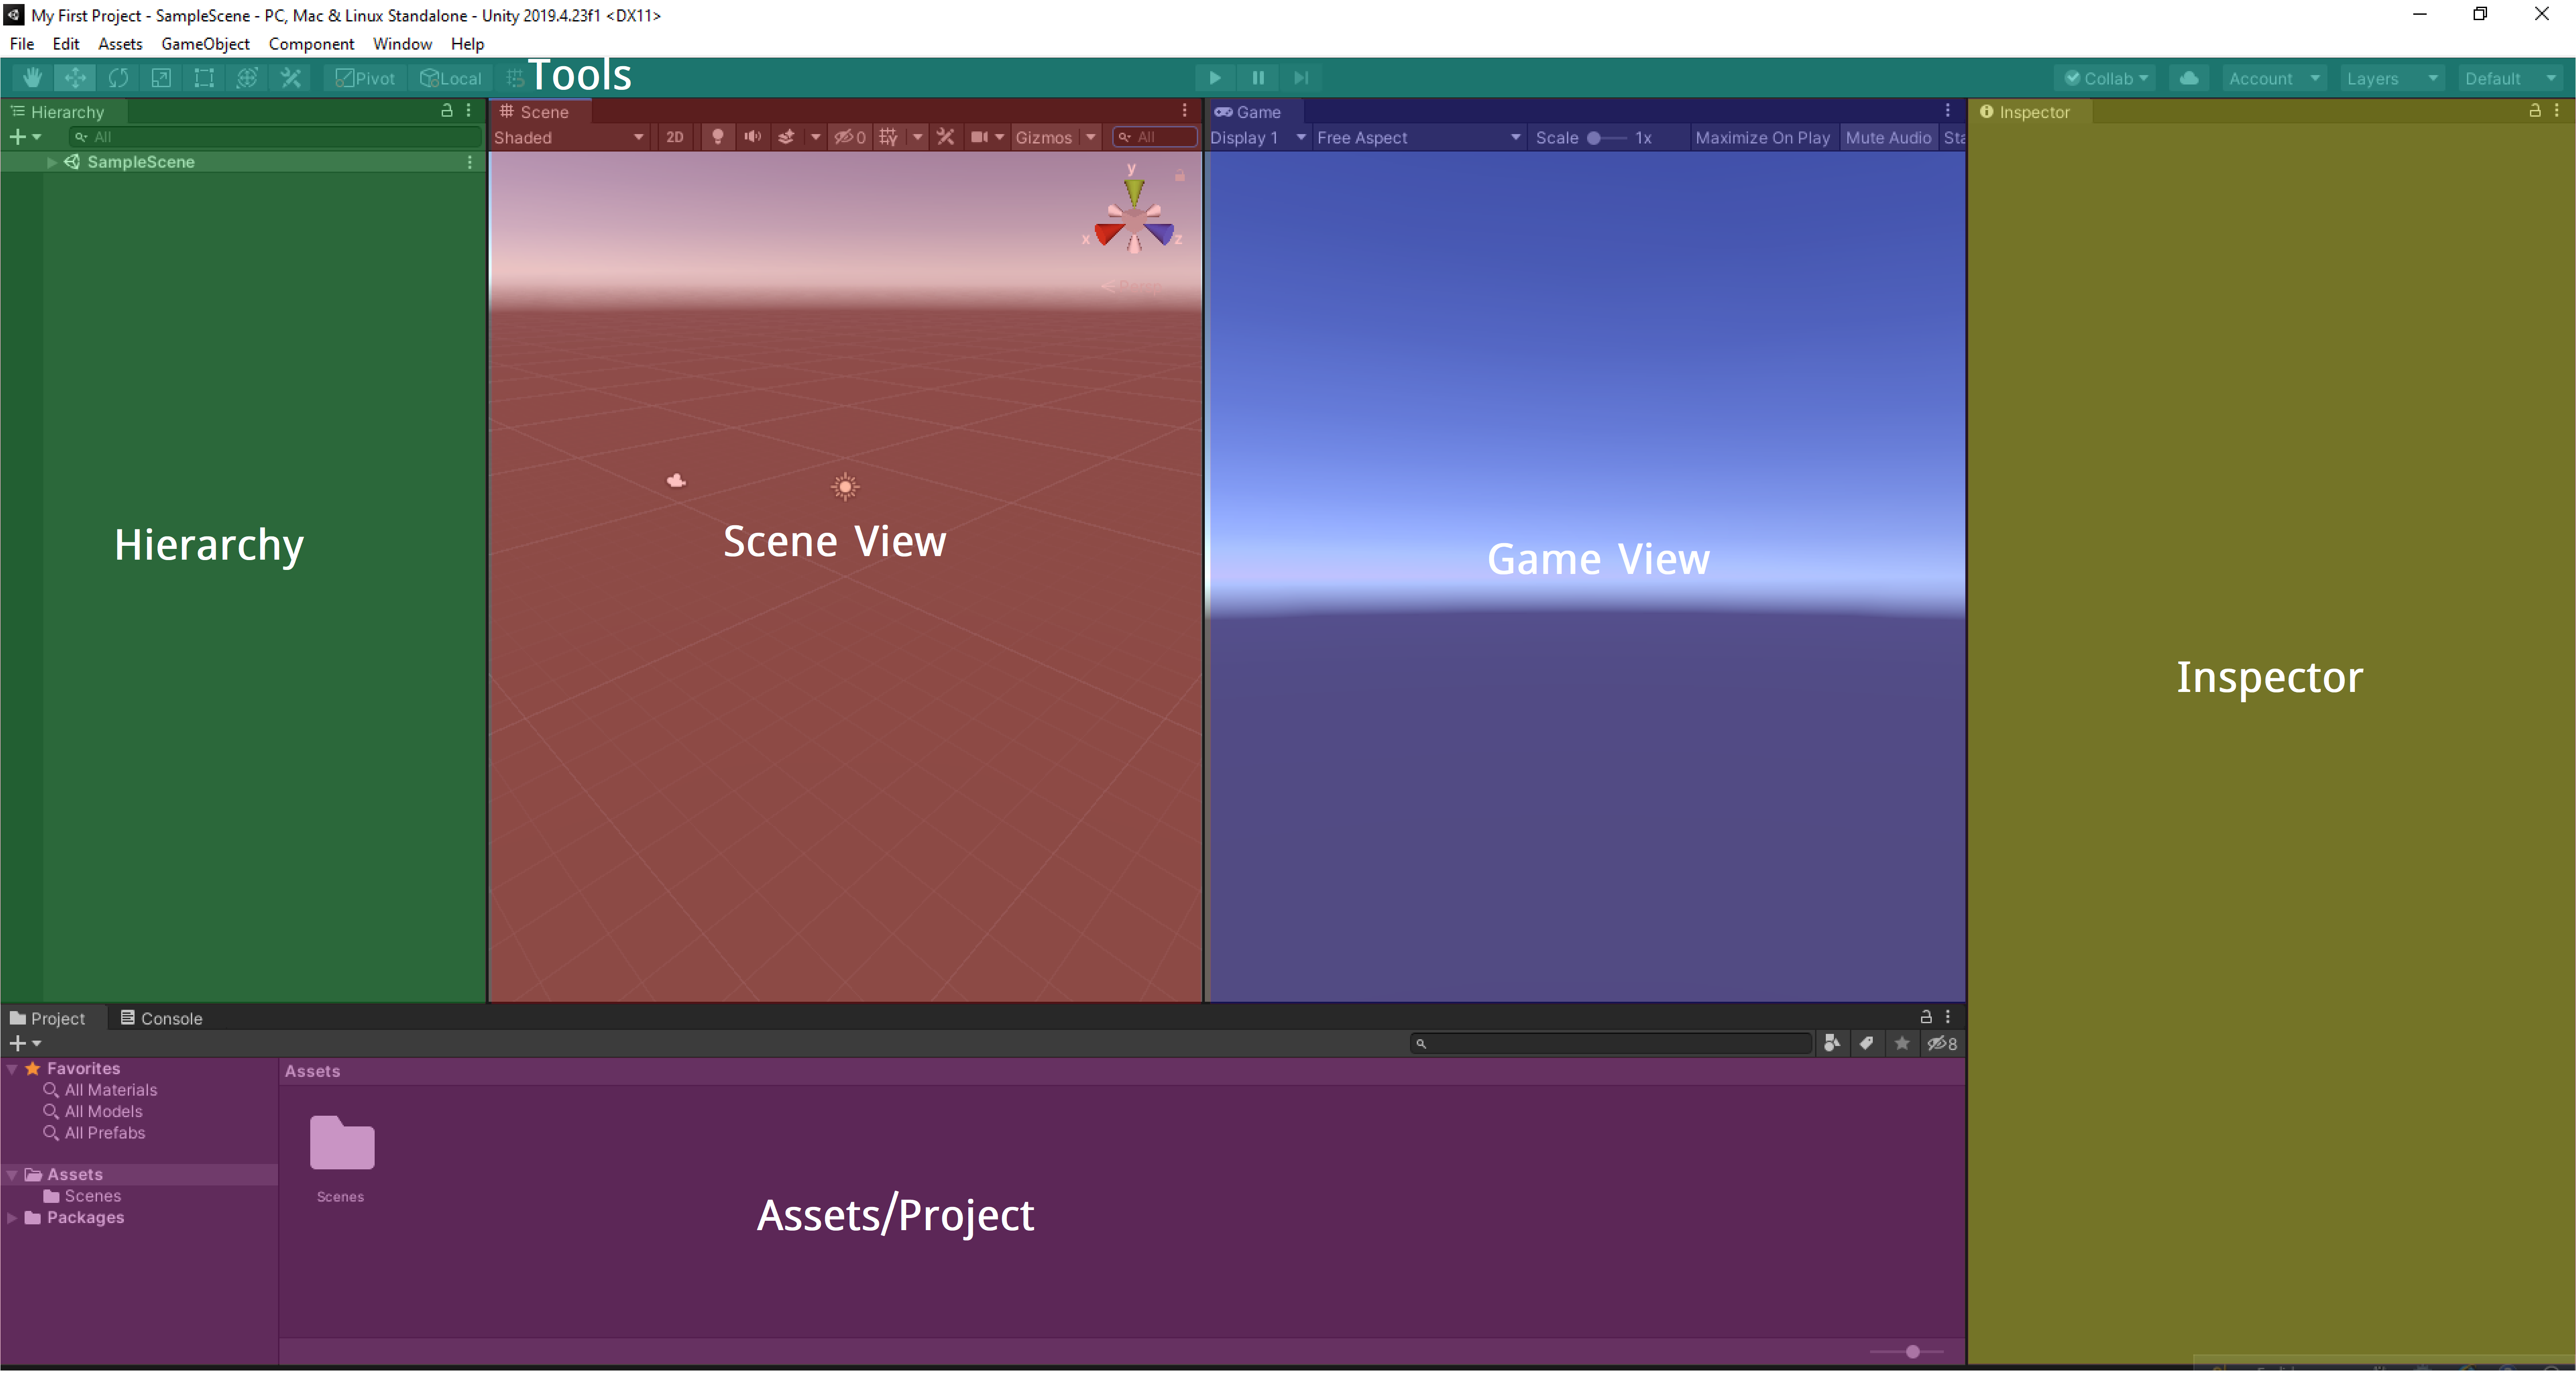 My First Project - SampleScene - PC, Mac & Linux Standalone - Unity 2019.4.23f1 <DX11>
File Edit Assets GameObject Component Window Help
Pivot Local Tools Collab Account Layers Default
Hierarchy
All
SampleScene
Hierarchy
Scene
Shaded 2D 0 Gizmos All
y
x z
Persp
Scene View
Game
Display 1 Free Aspect Scale 1x Maximize On Play Mute Audio Sta
Game View
Inspector
Inspector
Project Console
8
Favorites
All Materials
All Models
All Prefabs
Assets
Scenes
Packages
Assets
Scenes
Assets/Project